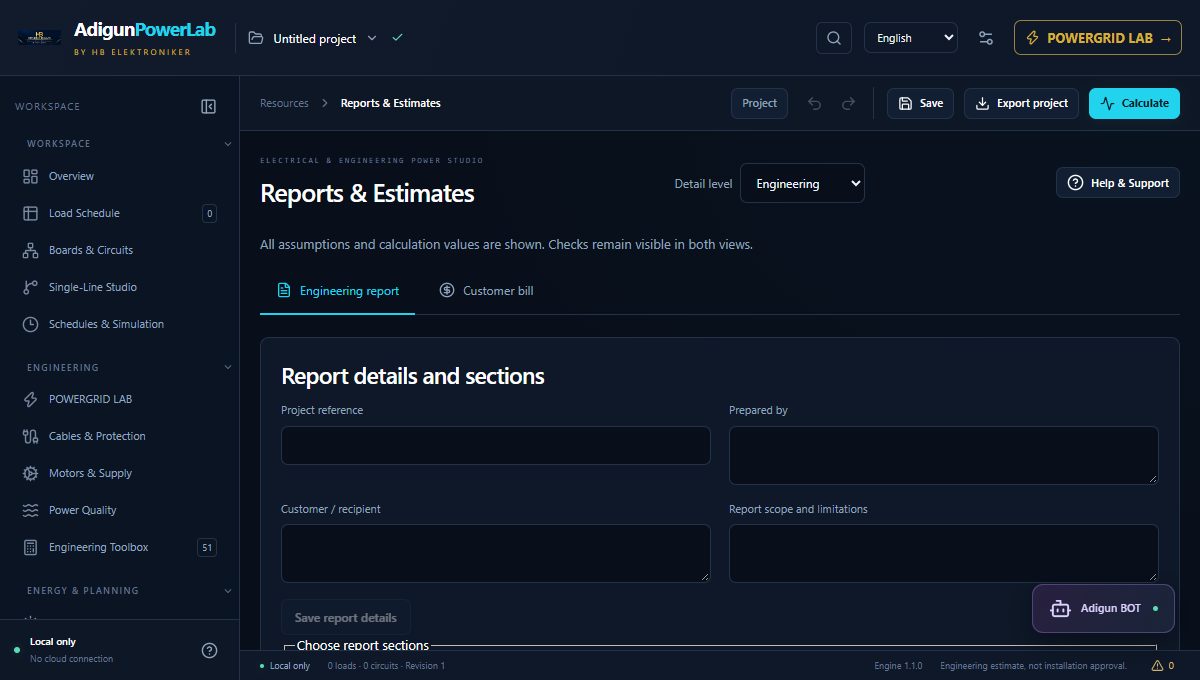 HB
AdigunPowerLab
BY HB ELEKTRONIKER
Untitled project
English
POWERGRID LAB →
WORKSPACE
WORKSPACE
Overview
Load Schedule 0
Boards & Circuits
Single-Line Studio
Schedules & Simulation
ENGINEERING
POWERGRID LAB
Cables & Protection
Motors & Supply
Power Quality
Engineering Toolbox 51
ENERGY & PLANNING
Local only
No cloud connection
Resources > Reports & Estimates
Project
Save
Export project
Calculate
ELECTRICAL & ENGINEERING POWER STUDIO
Reports & Estimates
Detail level
Engineering
Help & Support
All assumptions and calculation values are shown. Checks remain visible in both views.
Engineering report
Customer bill
Report details and sections
Project reference
Prepared by
Customer / recipient
Report scope and limitations
Save report details
Choose report sections
Adigun BOT
Local only
0 loads · 0 circuits · Revision 1
Engine 1.1.0
Engineering estimate, not installation approval.
0